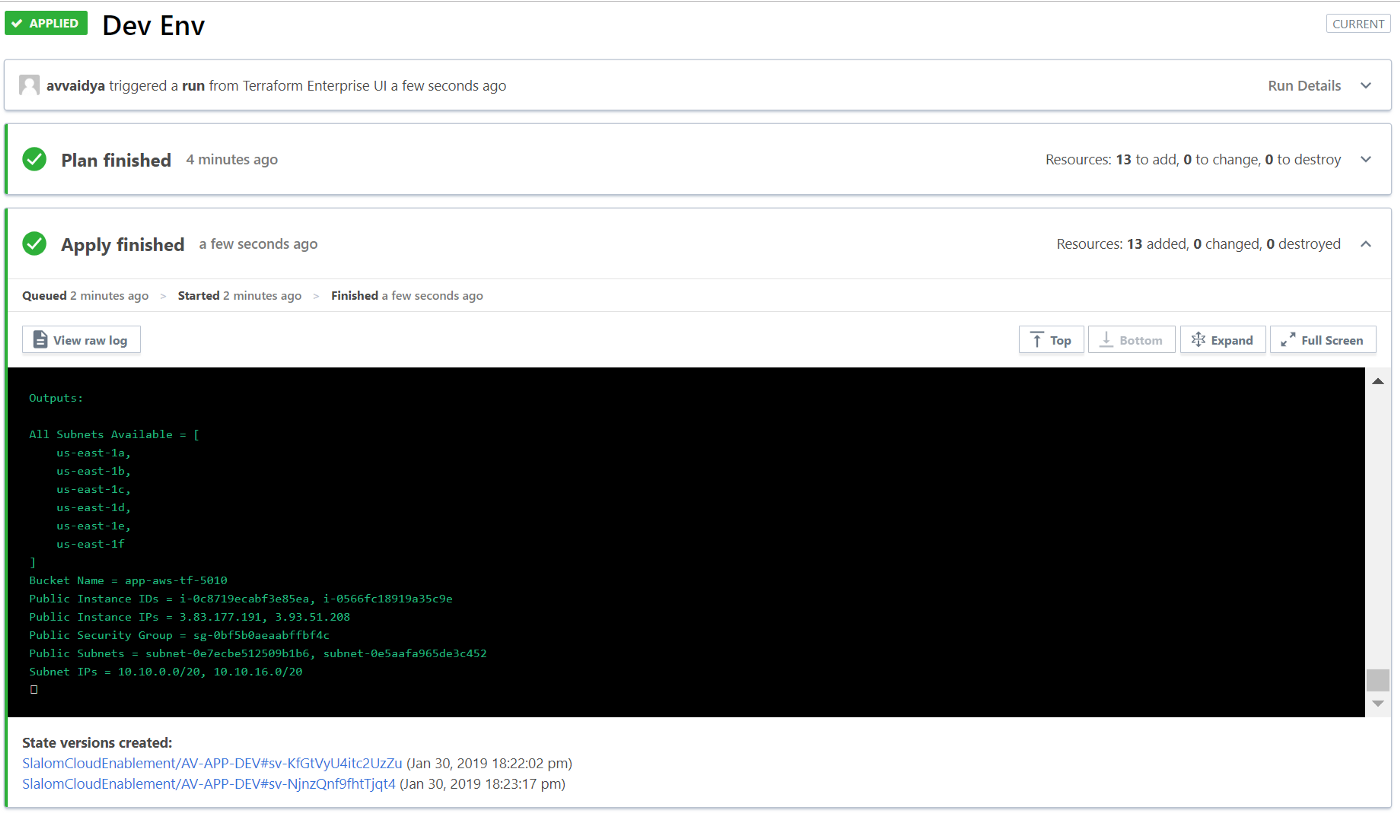 APPLIED Dev Env CURRENT
avvaidya triggered a run from Terraform Enterprise UI a few seconds ago Run Details
Plan finished 4 minutes ago Resources: 13 to add, 0 to change, 0 to destroy
Apply finished a few seconds ago Resources: 13 added, 0 changed, 0 destroyed
Queued 2 minutes ago > Started 2 minutes ago > Finished a few seconds ago
View raw log Top Bottom Expand Full Screen
Outputs:
All Subnets Available = [
us-east-1a,
us-east-1b,
us-east-1c,
us-east-1d,
us-east-1e,
us-east-1f
]
Bucket Name = app-aws-tf-5010
Public Instance IDs = i-0c8719ecabf3e85ea, i-0566fc18919a35c9e
Public Instance IPs = 3.83.177.191, 3.93.51.208
Public Security Group = sg-0bf5b0aeaabffbf4c
Public Subnets = subnet-0e7ecbe512509b1b6, subnet-0e5aafa965de3c452
Subnet IPs = 10.10.0.0/20, 10.10.16.0/20
State versions created:
SlalomCloudEnablement/AV-APP-DEV#sv-KfGtVyU4itc2UzZu (Jan 30, 2019 18:22:02 pm)
SlalomCloudEnablement/AV-APP-DEV#sv-NjnzQnf9fhtTjqt4 (Jan 30, 2019 18:23:17 pm)